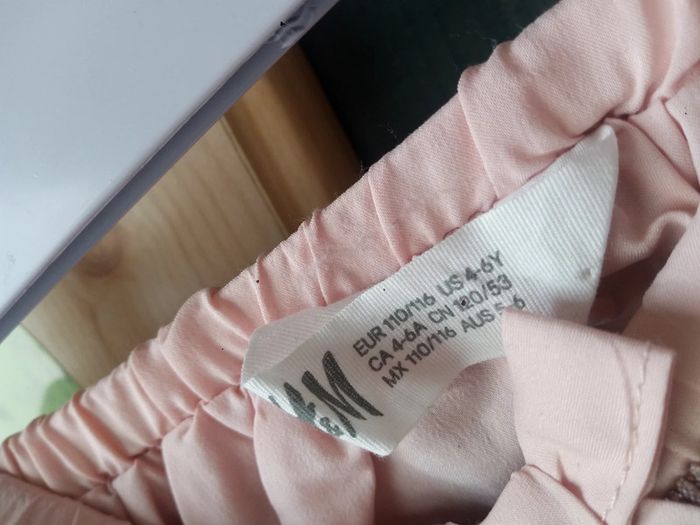 H&M
EUR 110/116 US 4-6Y
CA 4-6A CN 120/53
MX 110/116 AUS 5-6